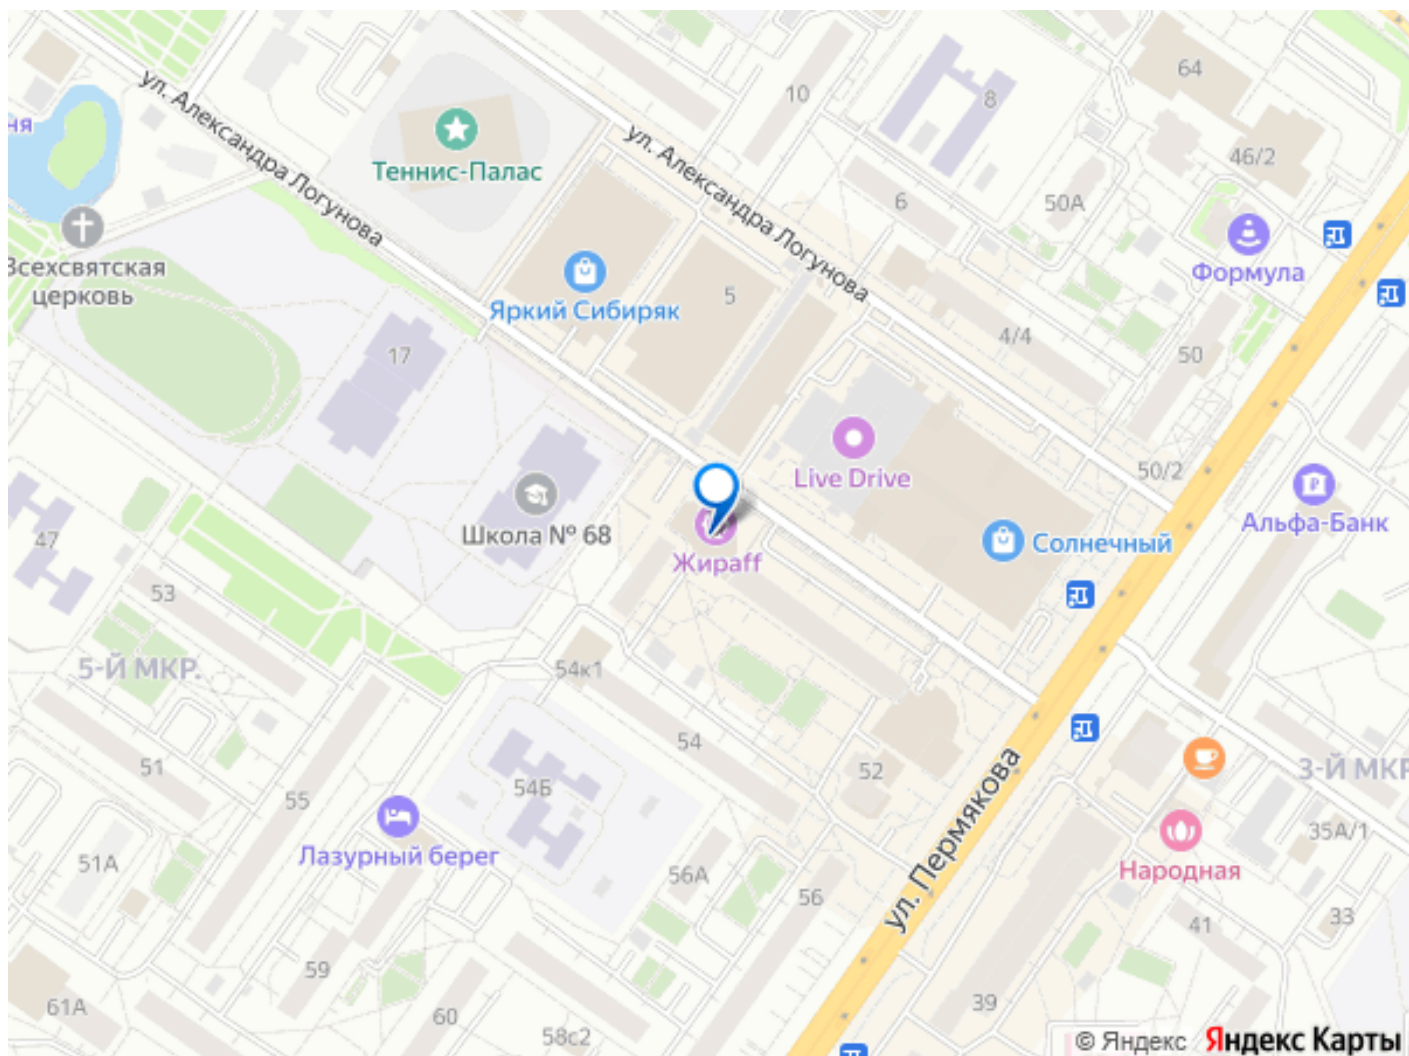 64
10
8
ул. Александра Логунова
46/2
ня
Теннис-Палас
ул. Александра Логунова
6
50А
Всехсвятская
церковь
Формула
Яркий Сибиряк
5
4/4
17
50
Live Drive
50/2
Школа № 68
Альфа-Банк
47
Жираff
Солнечный
53
5-Й МКР.
54к1
54
51
55
54Б
52
ул. Пермякова
3-Й МКР
35А/1
Лазурный берег
51А
56А
56
Народная
33
41
59
61А
60
58с2
39
© Яндекс Яндекс Карты